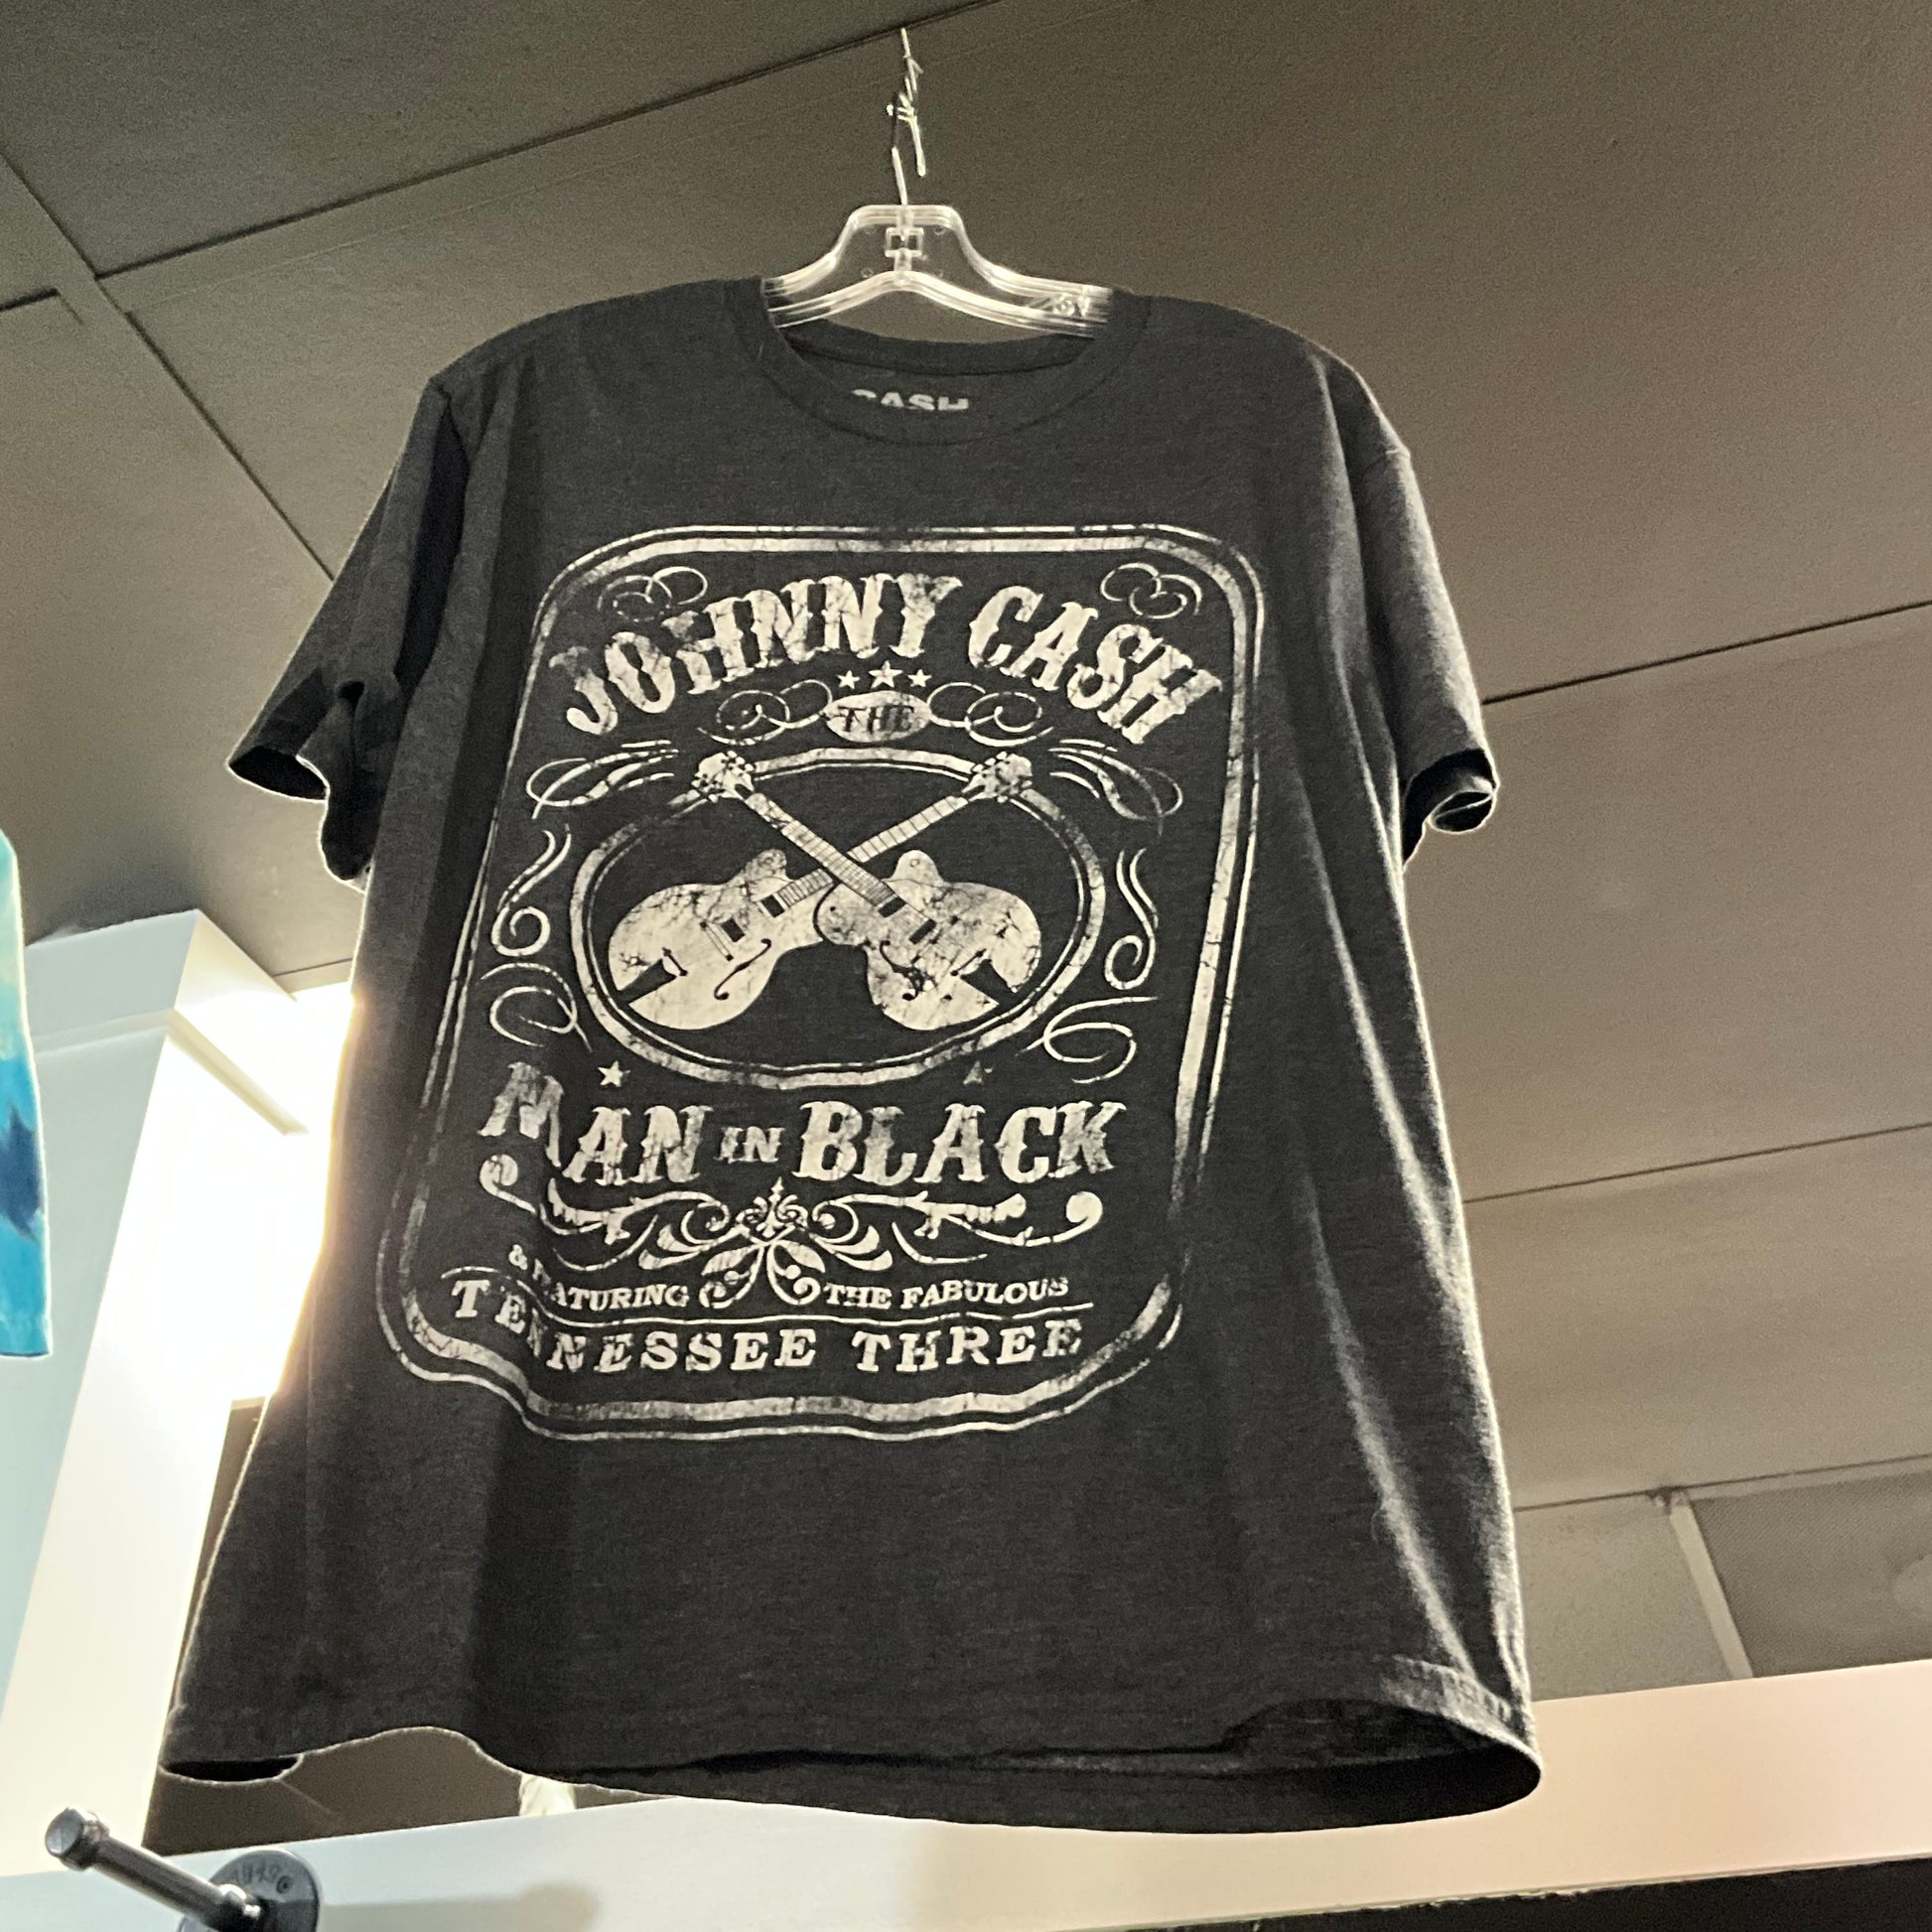 CASH
JOHNNY CASH
THE
MAN IN BLACK
& FEATURING THE FABULOUS
TENNESSEE THREE